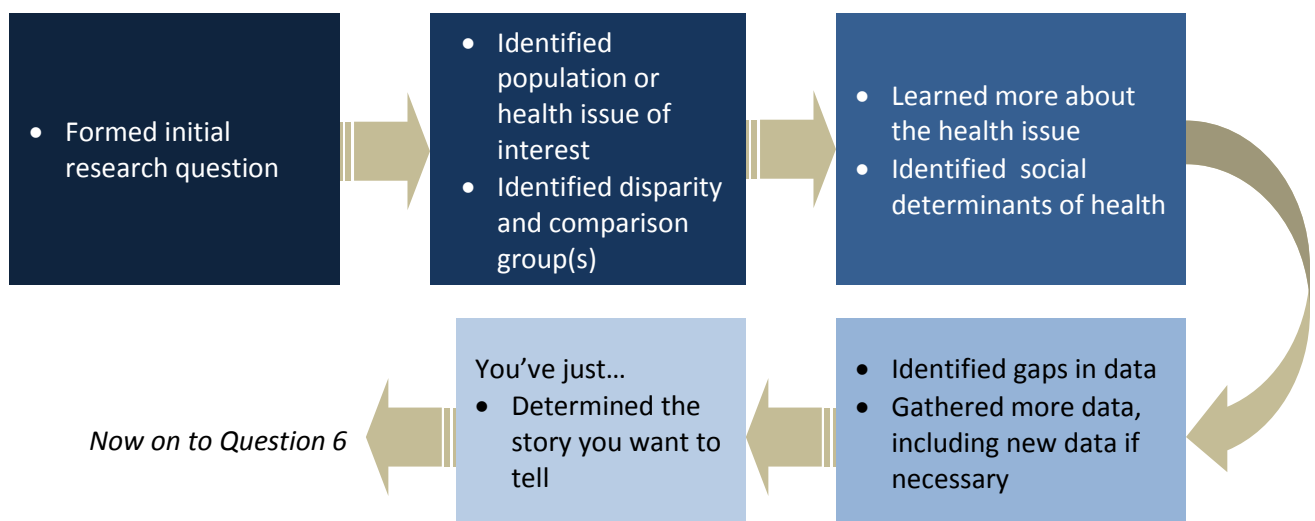 • Formed initial
research question
• Identified
population or
health issue of
interest
• Identified disparity
and comparison
group(s)
• Learned more about
the health issue
• Identified social
determinants of health
• Identified gaps in data
• Gathered more data,
including new data if
necessary
You’ve just…
• Determined the
story you want to
tell
Now on to Question 6